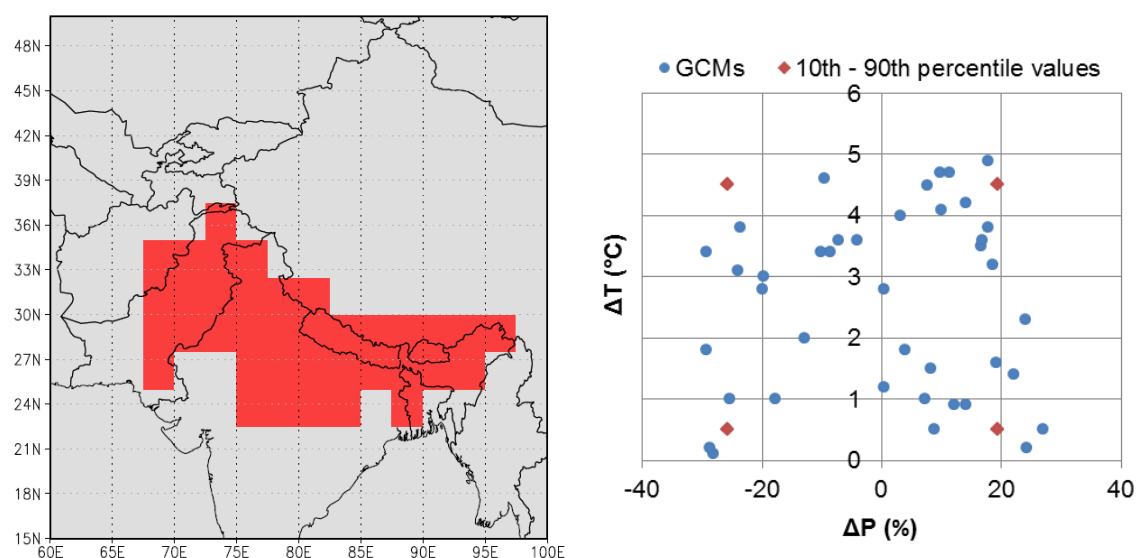 48N
45N
42N
39N
36N
33N
30N
27N
24N
21N
18N
15N
60E 65E 70E 75E 80E 85E 90E 95E 100E
GCMs 10th - 90th percentile values
6
5
4
3
2
1
0
ΔT (°C)
-40 -20 0 20 40
ΔP (%)